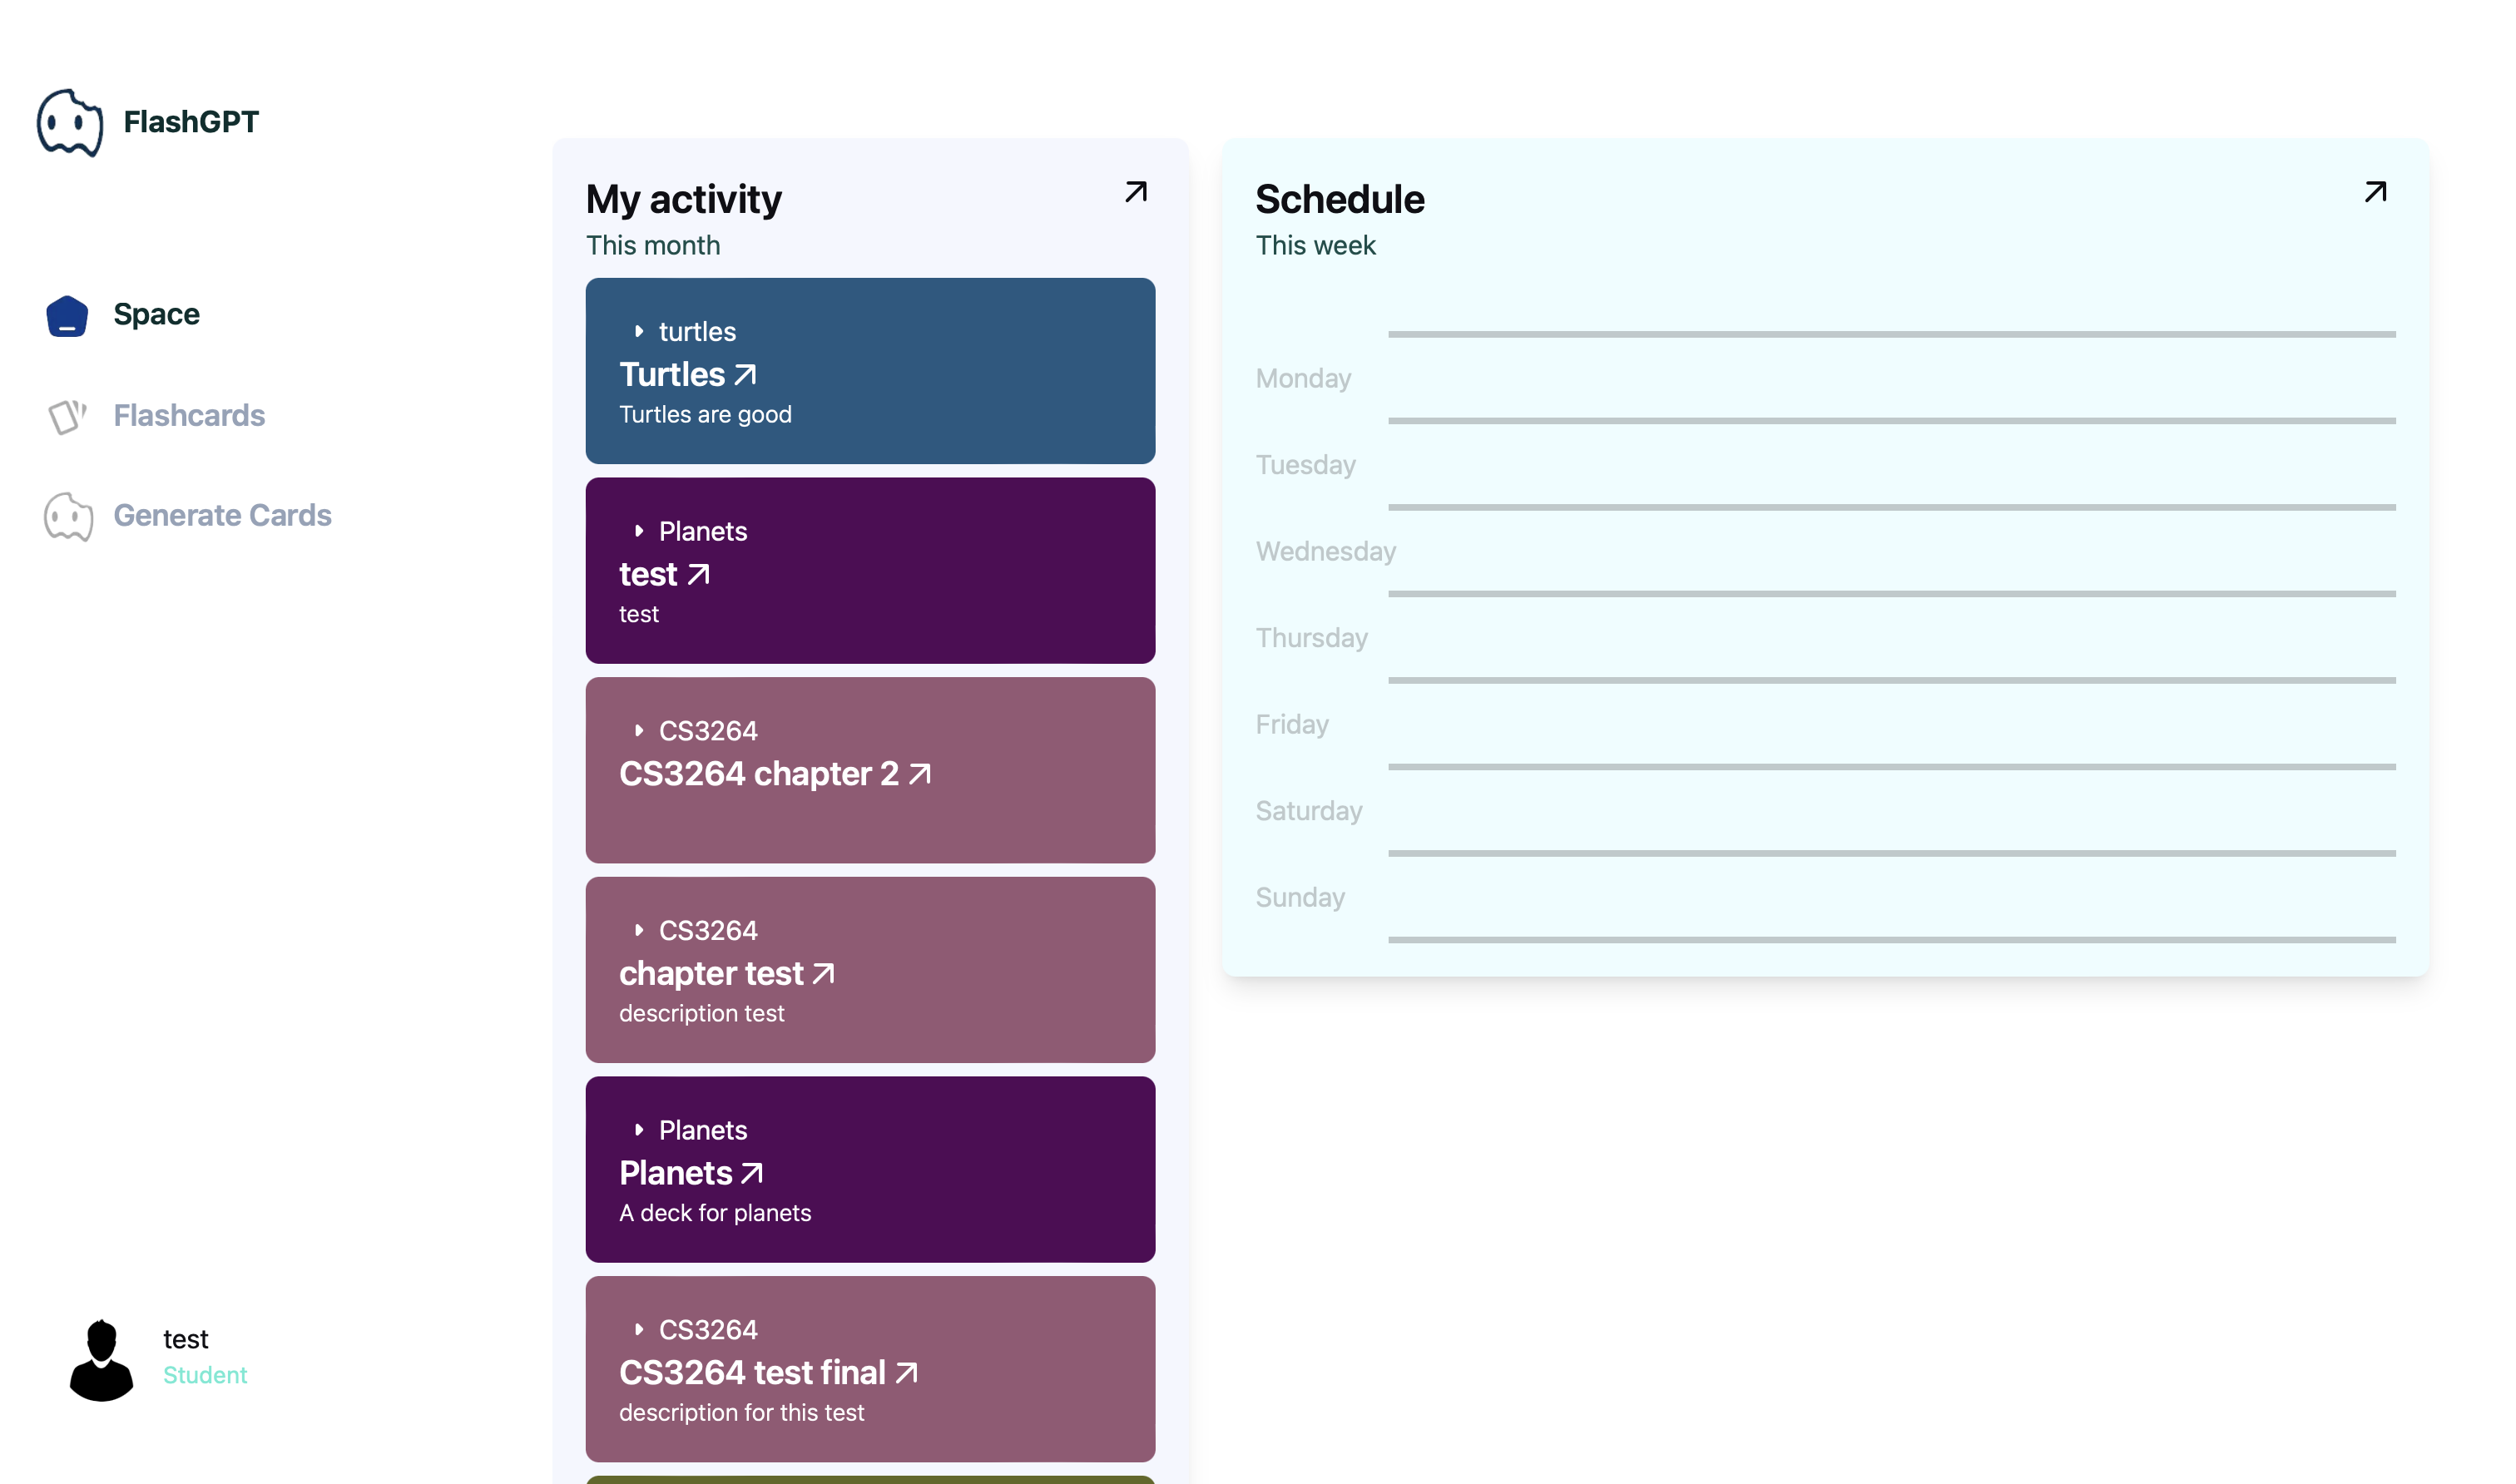 FlashGPT
Space
Flashcards
Generate Cards
test
Student
My activity
This month
turtles
Turtles
Turtles are good
Planets
test
test
CS3264
CS3264 chapter 2
CS3264
chapter test
description test
Planets
Planets
A deck for planets
CS3264
CS3264 test final
description for this test
Schedule
This week
Monday
Tuesday
Wednesday
Thursday
Friday
Saturday
Sunday